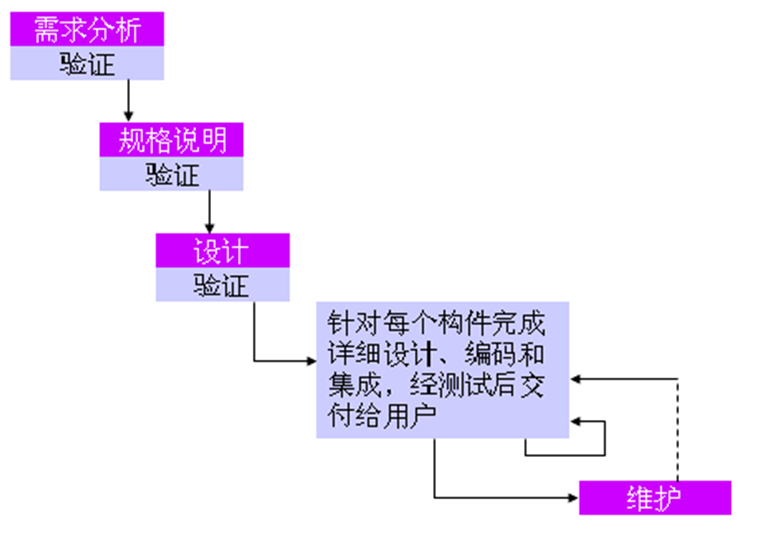 需求分析
验证
规格说明
验证
设计
验证
针对每个构件完成
详细设计、编码和
集成，经测试后交
付给用户
维护